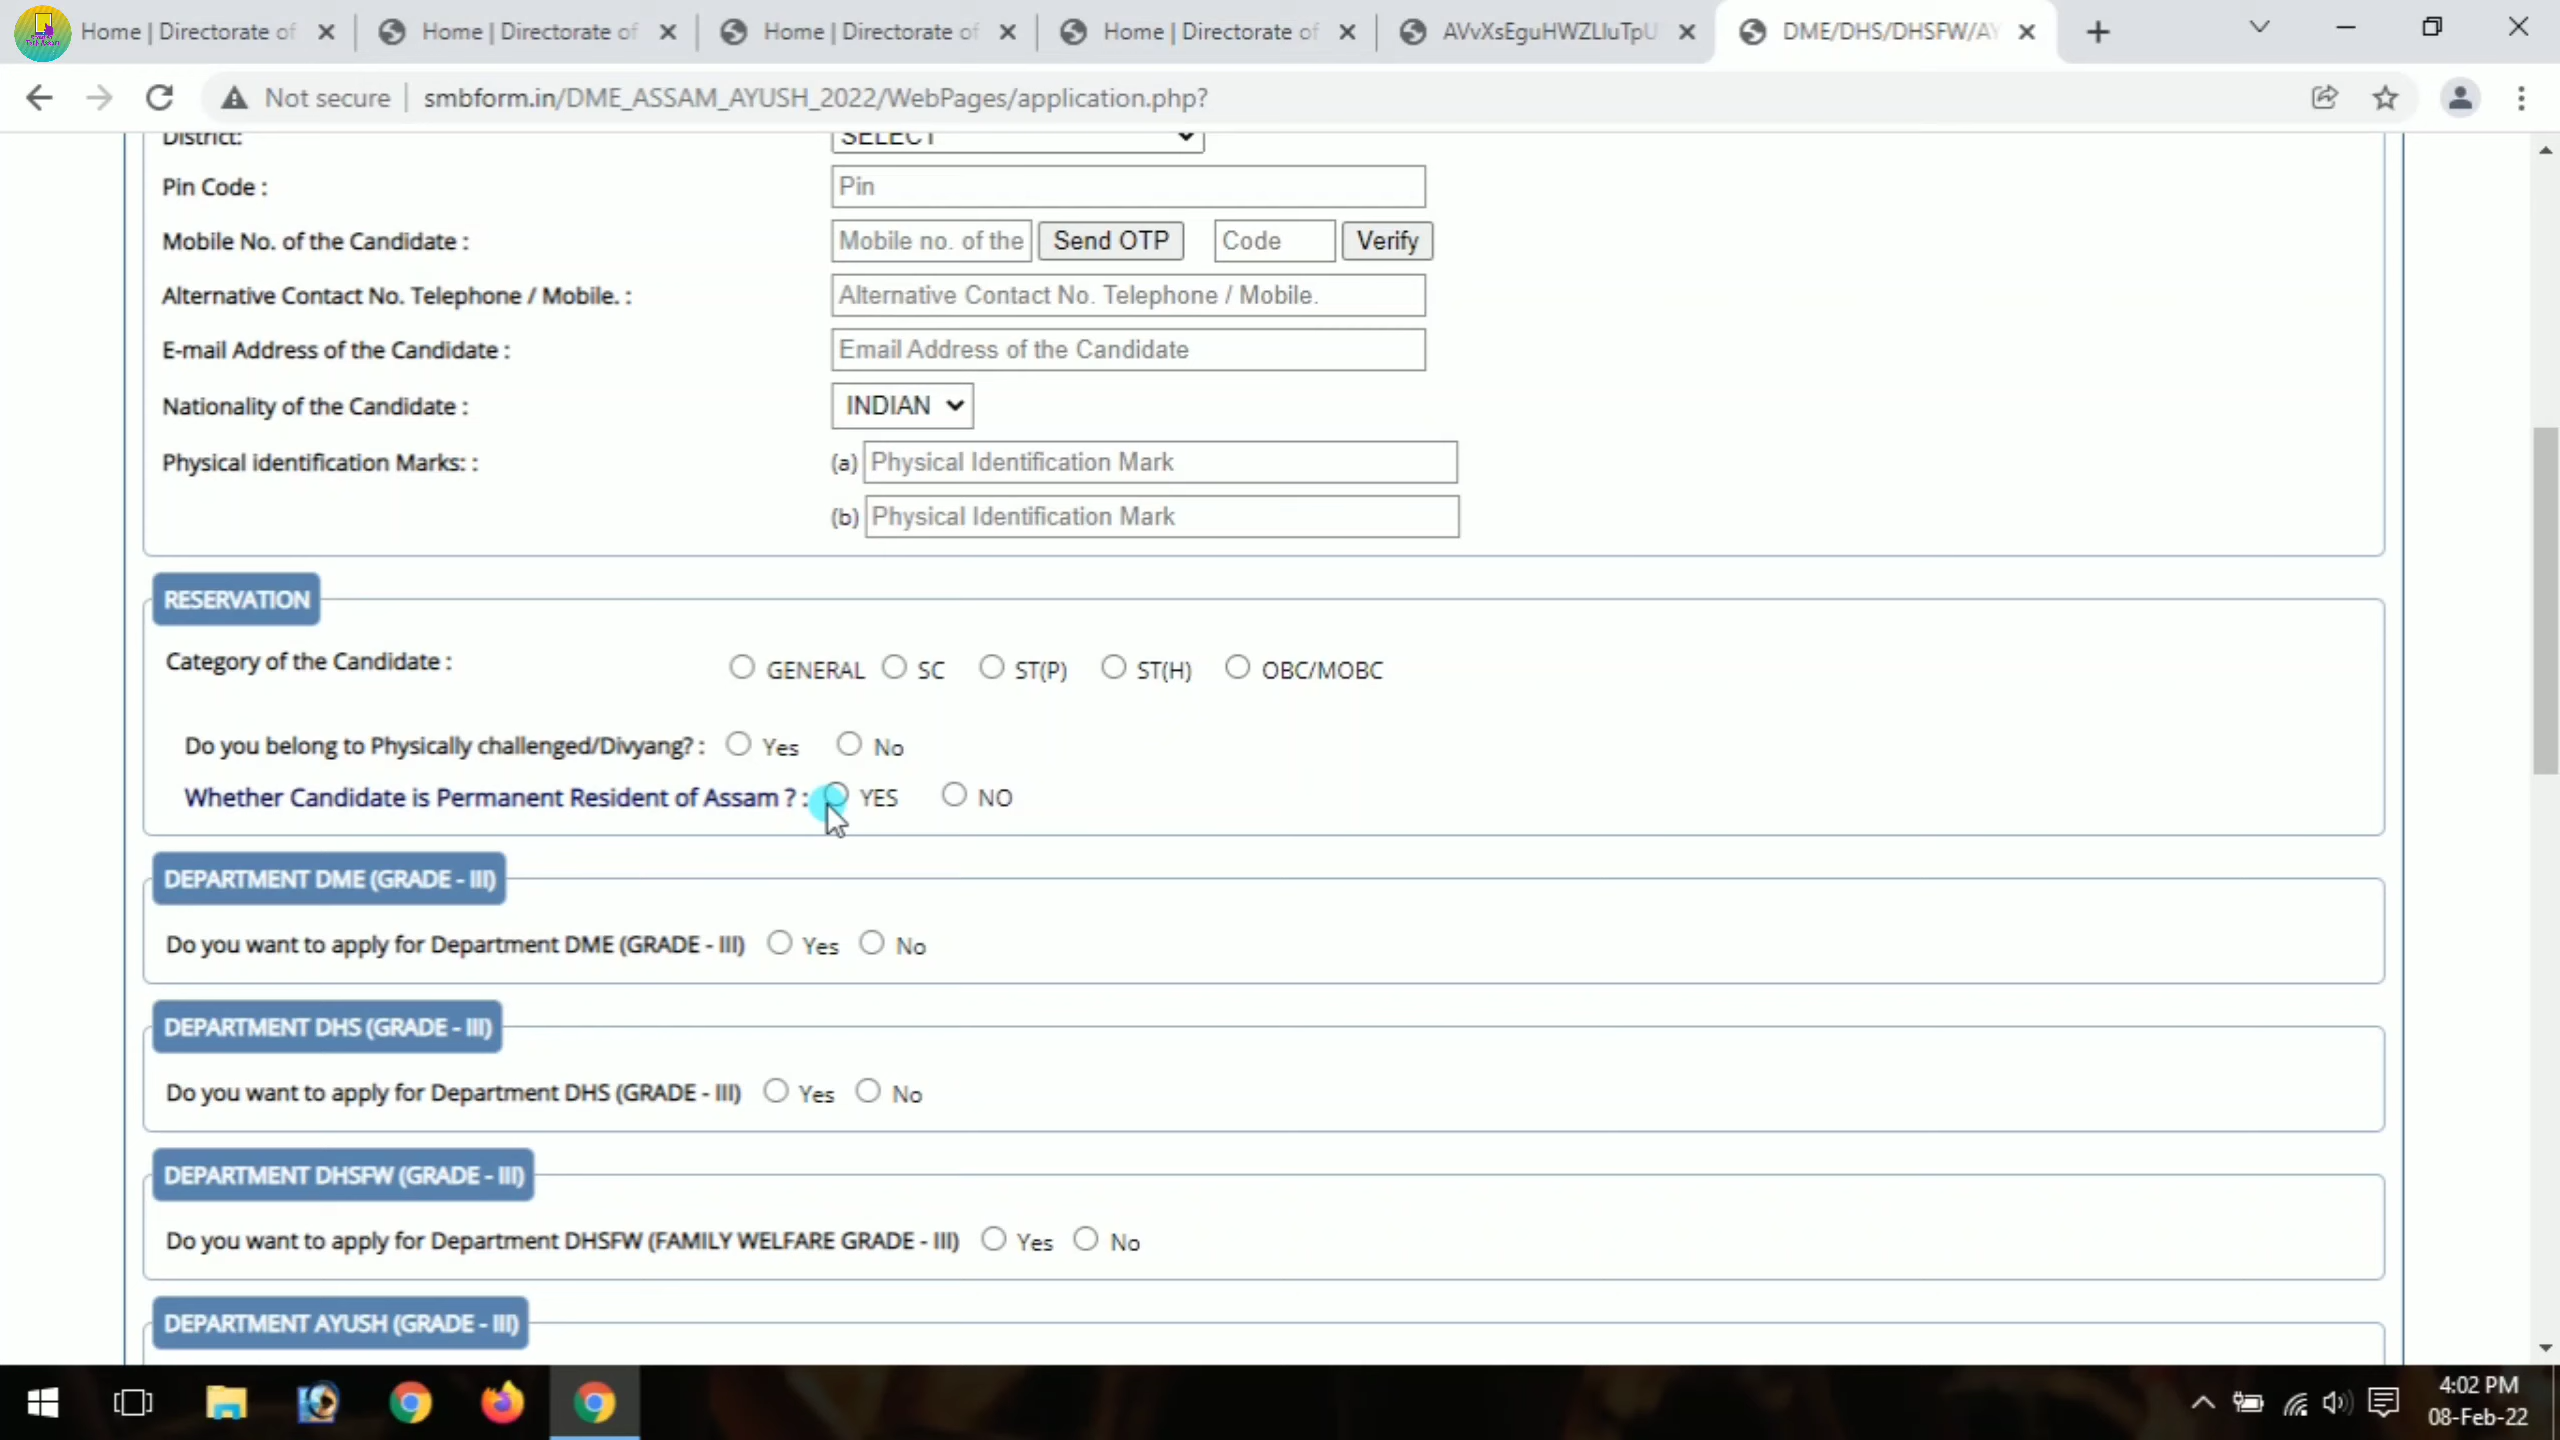 Home | Directorate of
Home | Directorate of
Home | Directorate of
Home | Directorate of
DME/DHS/DHSFW/AY
Not secure | smbform.in/DME_ASSAM_AYUSH_2022/WebPages/application.php?
District: SELECT
Pin Code : Pin
Mobile No. of the Candidate : Mobile no. of the Send OTP Code Verify
Alternative Contact No. Telephone / Mobile. : Alternative Contact No. Telephone / Mobile.
E-mail Address of the Candidate : Email Address of the Candidate
Nationality of the Candidate : INDIAN
Physical identification Marks: : (a) Physical Identification Mark
(b) Physical Identification Mark
RESERVATION
Category of the Candidate : GENERAL SC ST(P) ST(H) OBC/MOBC
Do you belong to Physically challenged/Divyang? : Yes No
Whether Candidate is Permanent Resident of Assam ? : YES NO
DEPARTMENT DME (GRADE - III)
Do you want to apply for Department DME (GRADE - III) Yes No
DEPARTMENT DHS (GRADE - III)
Do you want to apply for Department DHS (GRADE - III) Yes No
DEPARTMENT DHSFW (GRADE - III)
Do you want to apply for Department DHSFW (FAMILY WELFARE GRADE - III) Yes No
DEPARTMENT AYUSH (GRADE - III)
4:02 PM
08-Feb-22